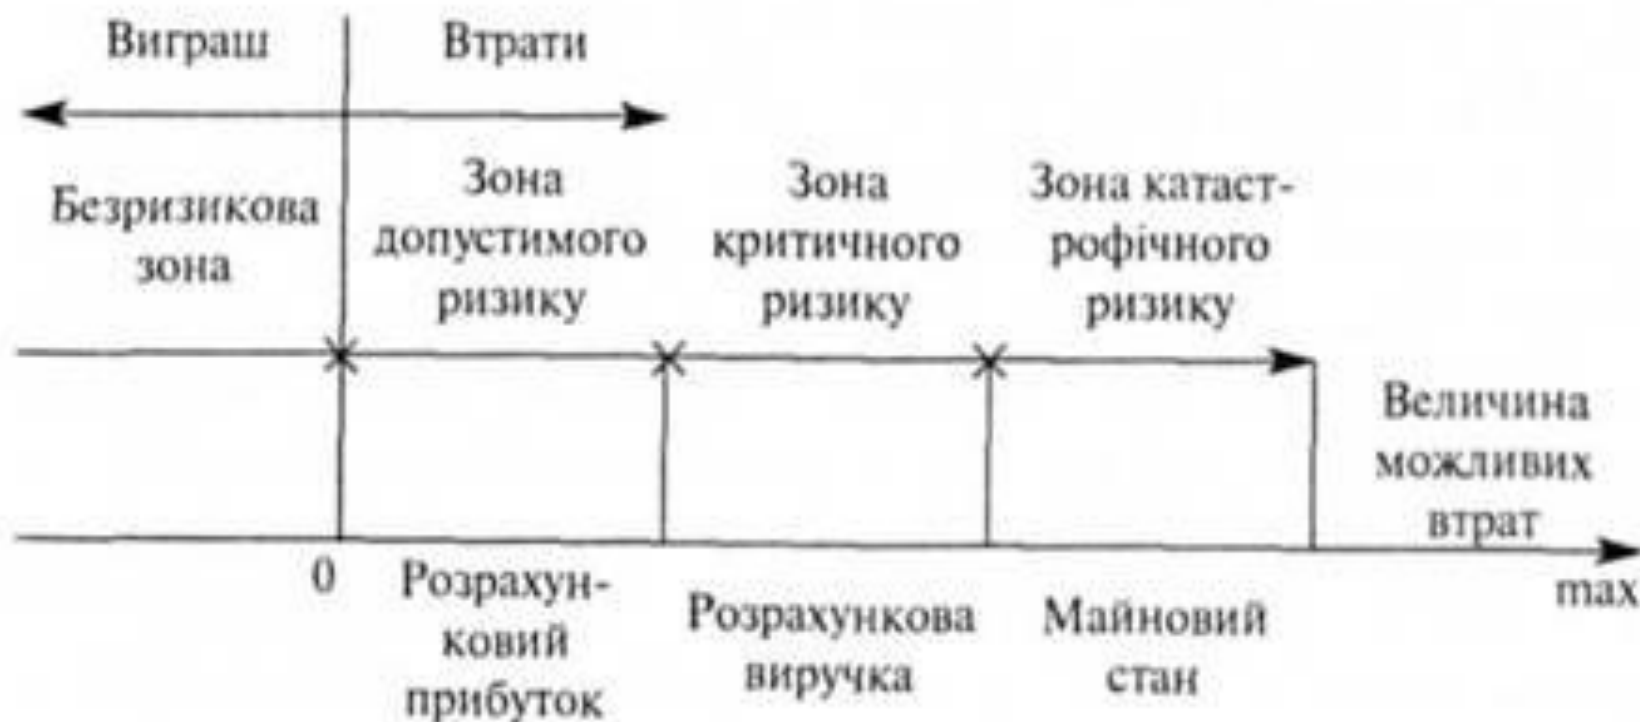 Виграш
Втрати
Безризикова
зона
Зона
допустимого
ризику
Зона
критичного
ризику
Зона катаст-
рофічного
ризику
Величина
можливих
втрат
0
max
Розрахун-
ковий
прибуток
Розрахункова
виручка
Майновий
стан